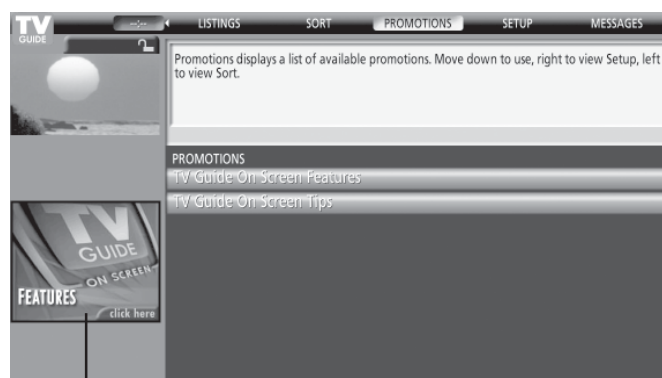 TV
GUIDE
--:--
LISTINGS
SORT
PROMOTIONS
SETUP
MESSAGES
Promotions displays a list of available promotions. Move down to use, right to view Setup, left
to view Sort.
PROMOTIONS
TV Guide On Screen Features
TV Guide On Screen Tips
TV
GUIDE
ON SCREEN
FEATURES
click here